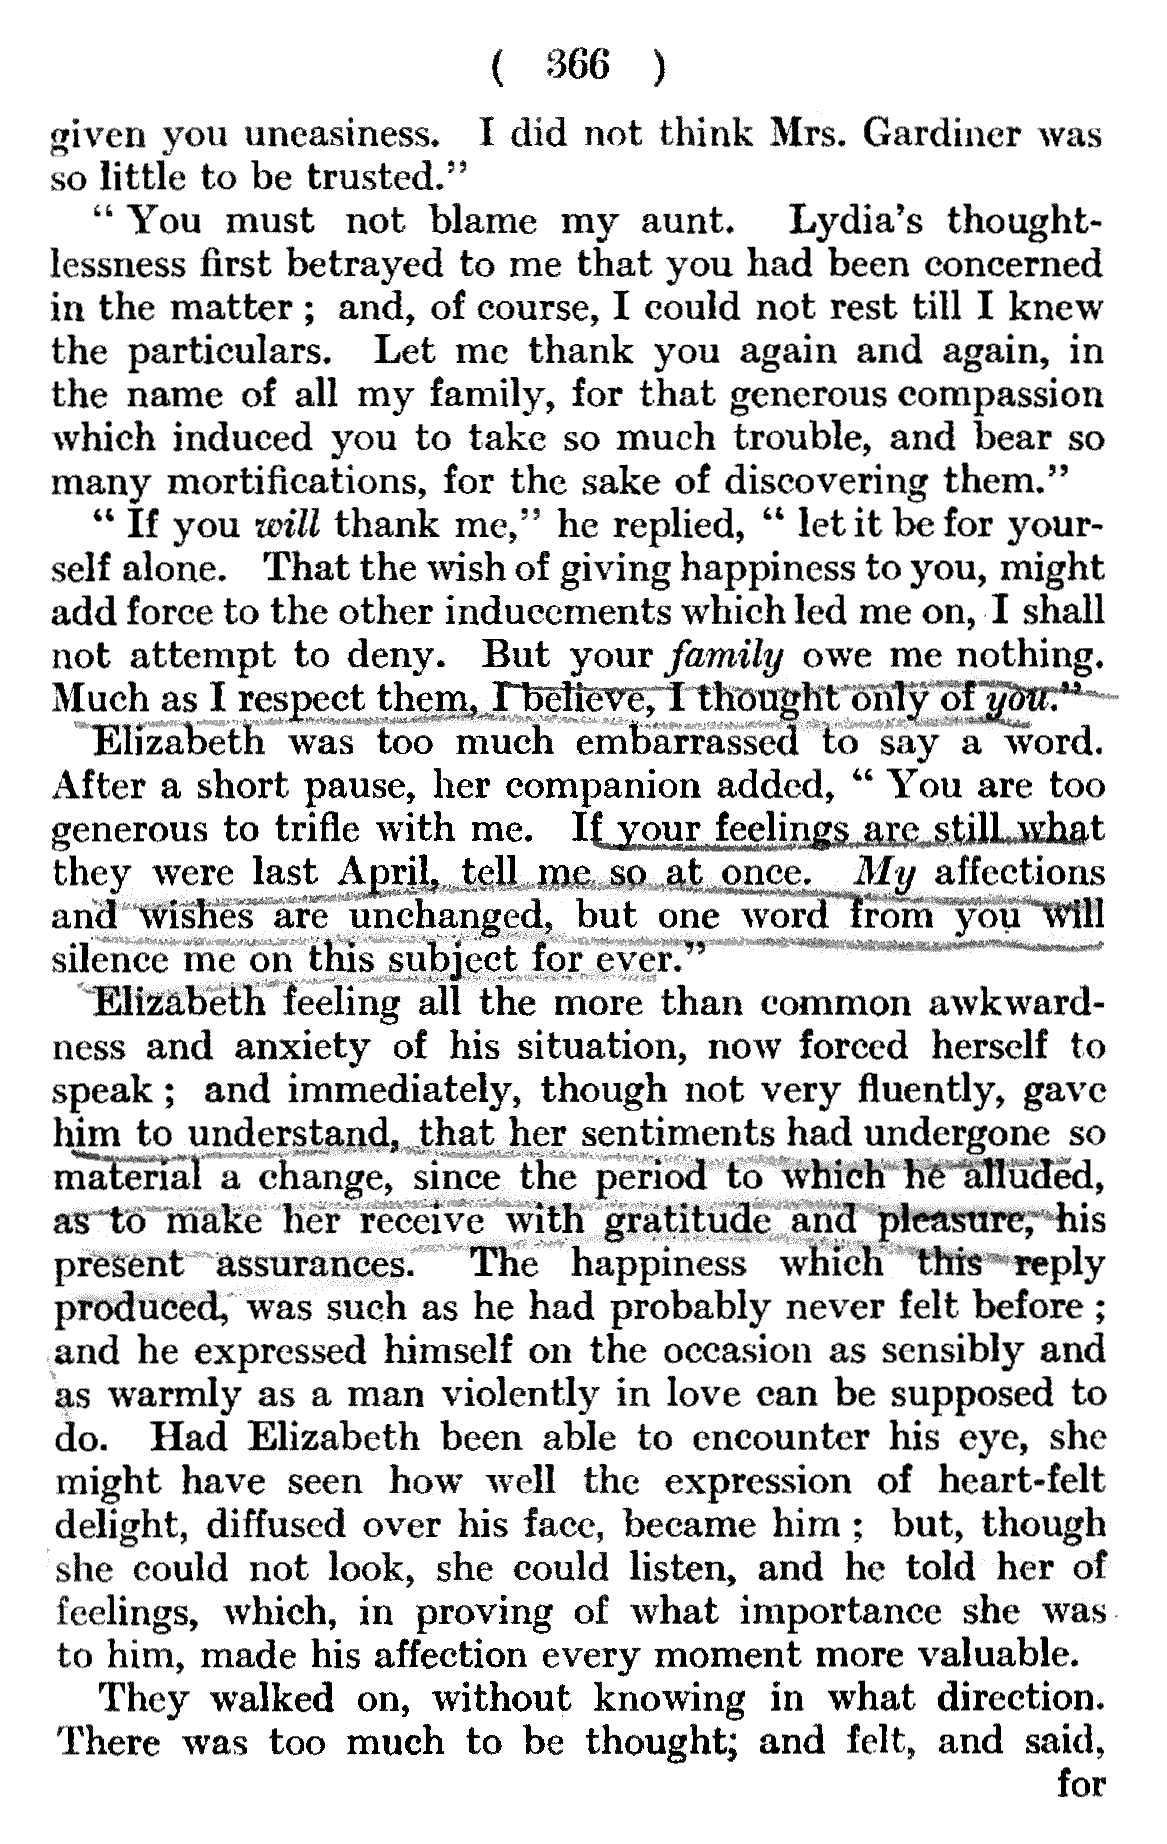 ( 366 )
given you uneasiness. I did not think Mrs. Gardiner was
so little to be trusted.”
“ You must not blame my aunt. Lydia’s thought-
lessness first betrayed to me that you had been concerned
in the matter ; and, of course, I could not rest till I knew
the particulars. Let me thank you again and again, in
the name of all my family, for that generous compassion
which induced you to take so much trouble, and bear so
many mortifications, for the sake of discovering them.”
“ If you will thank me,” he replied, “ let it be for your-
self alone. That the wish of giving happiness to you, might
add force to the other inducements which led me on, I shall
not attempt to deny. But your family owe me nothing.
Much as I respect them, I believe, I thought only of you.”
Elizabeth was too much embarrassed to say a word.
After a short pause, her companion added, “ You are too
generous to trifle with me. If your feelings are still what
they were last April, tell me so at once. My affections
and wishes are unchanged, but one word from you will
silence me on this subject for ever.”
Elizabeth feeling all the more than common awkward-
ness and anxiety of his situation, now forced herself to
speak ; and immediately, though not very fluently, gave
him to understand, that her sentiments had undergone so
material a change, since the period to which he alluded,
as to make her receive with gratitude and pleasure, his
present assurances. The happiness which this reply
produced, was such as he had probably never felt before ;
and he expressed himself on the occasion as sensibly and
as warmly as a man violently in love can be supposed to
do. Had Elizabeth been able to encounter his eye, she
might have seen how well the expression of heart-felt
delight, diffused over his face, became him ; but, though
she could not look, she could listen, and he told her of
feelings, which, in proving of what importance she was
to him, made his affection every moment more valuable.
They walked on, without knowing in what direction.
There was too much to be thought; and felt, and said,
for